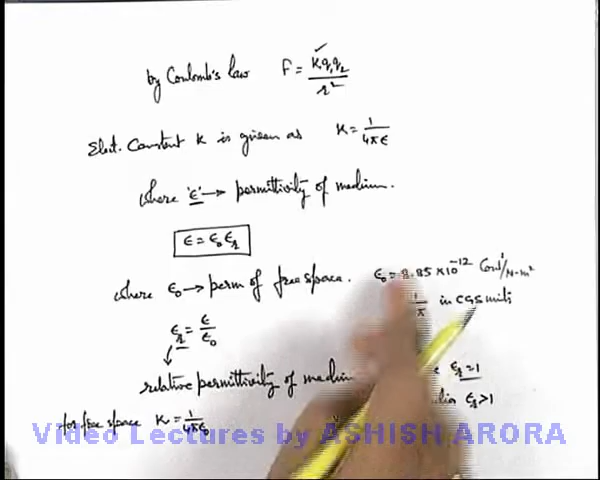 by Coulomb's law F = K q₁q₂ / r²
Elect. Constant K is given as K = 1/4πϵ
where 'ϵ' → permittivity of medium.
ϵ = ϵ₀ ϵr
where ϵ₀ → perm of free space. ϵ₀ = 8.85 × 10⁻¹² Coul²/N-m²
1/π in CGS units
ϵr = ϵ/ϵ₀
relative permittivity of medium ϵr = 1
ϵr > 1
for free space K = 1/4πϵ₀
Video Lectures by ASHISH ARORA